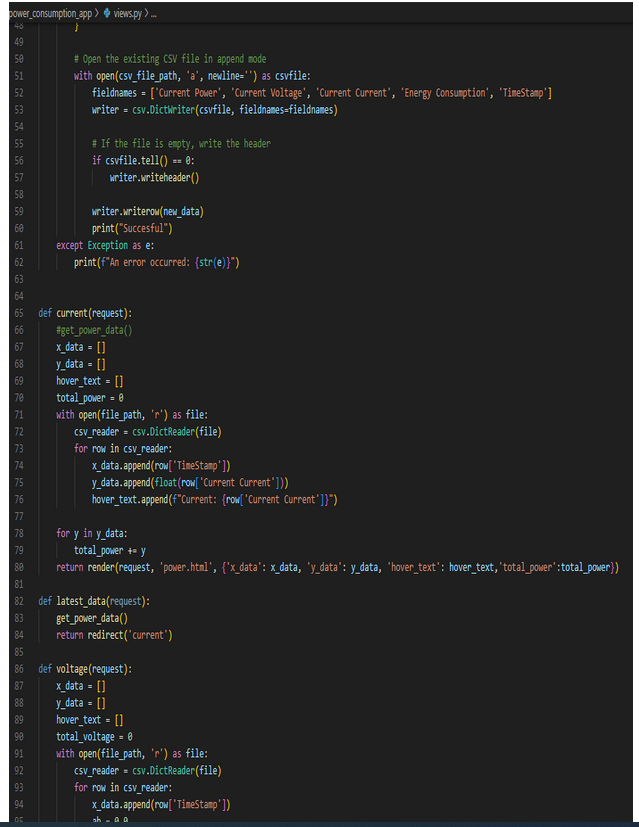 power_consumption_app > views.py > ...
48 }
49
50 # Open the existing CSV file in append mode
51 with open(csv_file_path, 'a', newline='') as csvfile:
52 fieldnames = ['Current Power', 'Current Voltage', 'Current Current', 'Energy Consumption', 'TimeStamp']
53 writer = csv.DictWriter(csvfile, fieldnames=fieldnames)
54
55 # If the file is empty, write the header
56 if csvfile.tell() == 0:
57 writer.writeheader()
58
59 writer.writerow(new_data)
60 print("Succesful")
61 except Exception as e:
62 print(f"An error occurred: {str(e)}")
63
64
65 def current(request):
66 #get_power_data()
67 x_data = []
68 y_data = []
69 hover_text = []
70 total_power = 0
71 with open(file_path, 'r') as file:
72 csv_reader = csv.DictReader(file)
73 for row in csv_reader:
74 x_data.append(row['TimeStamp'])
75 y_data.append(float(row['Current Current']))
76 hover_text.append(f"Current: {row['Current Current']}")
77
78 for y in y_data:
79 total_power += y
80 return render(request, 'power.html', {'x_data': x_data, 'y_data': y_data, 'hover_text': hover_text,'total_power':total_power})
81
82 def latest_data(request):
83 get_power_data()
84 return redirect('current')
85
86 def voltage(request):
87 x_data = []
88 y_data = []
89 hover_text = []
90 total_voltage = 0
91 with open(file_path, 'r') as file:
92 csv_reader = csv.DictReader(file)
93 for row in csv_reader:
94 x_data.append(row['TimeStamp'])
95 ab = 0.0